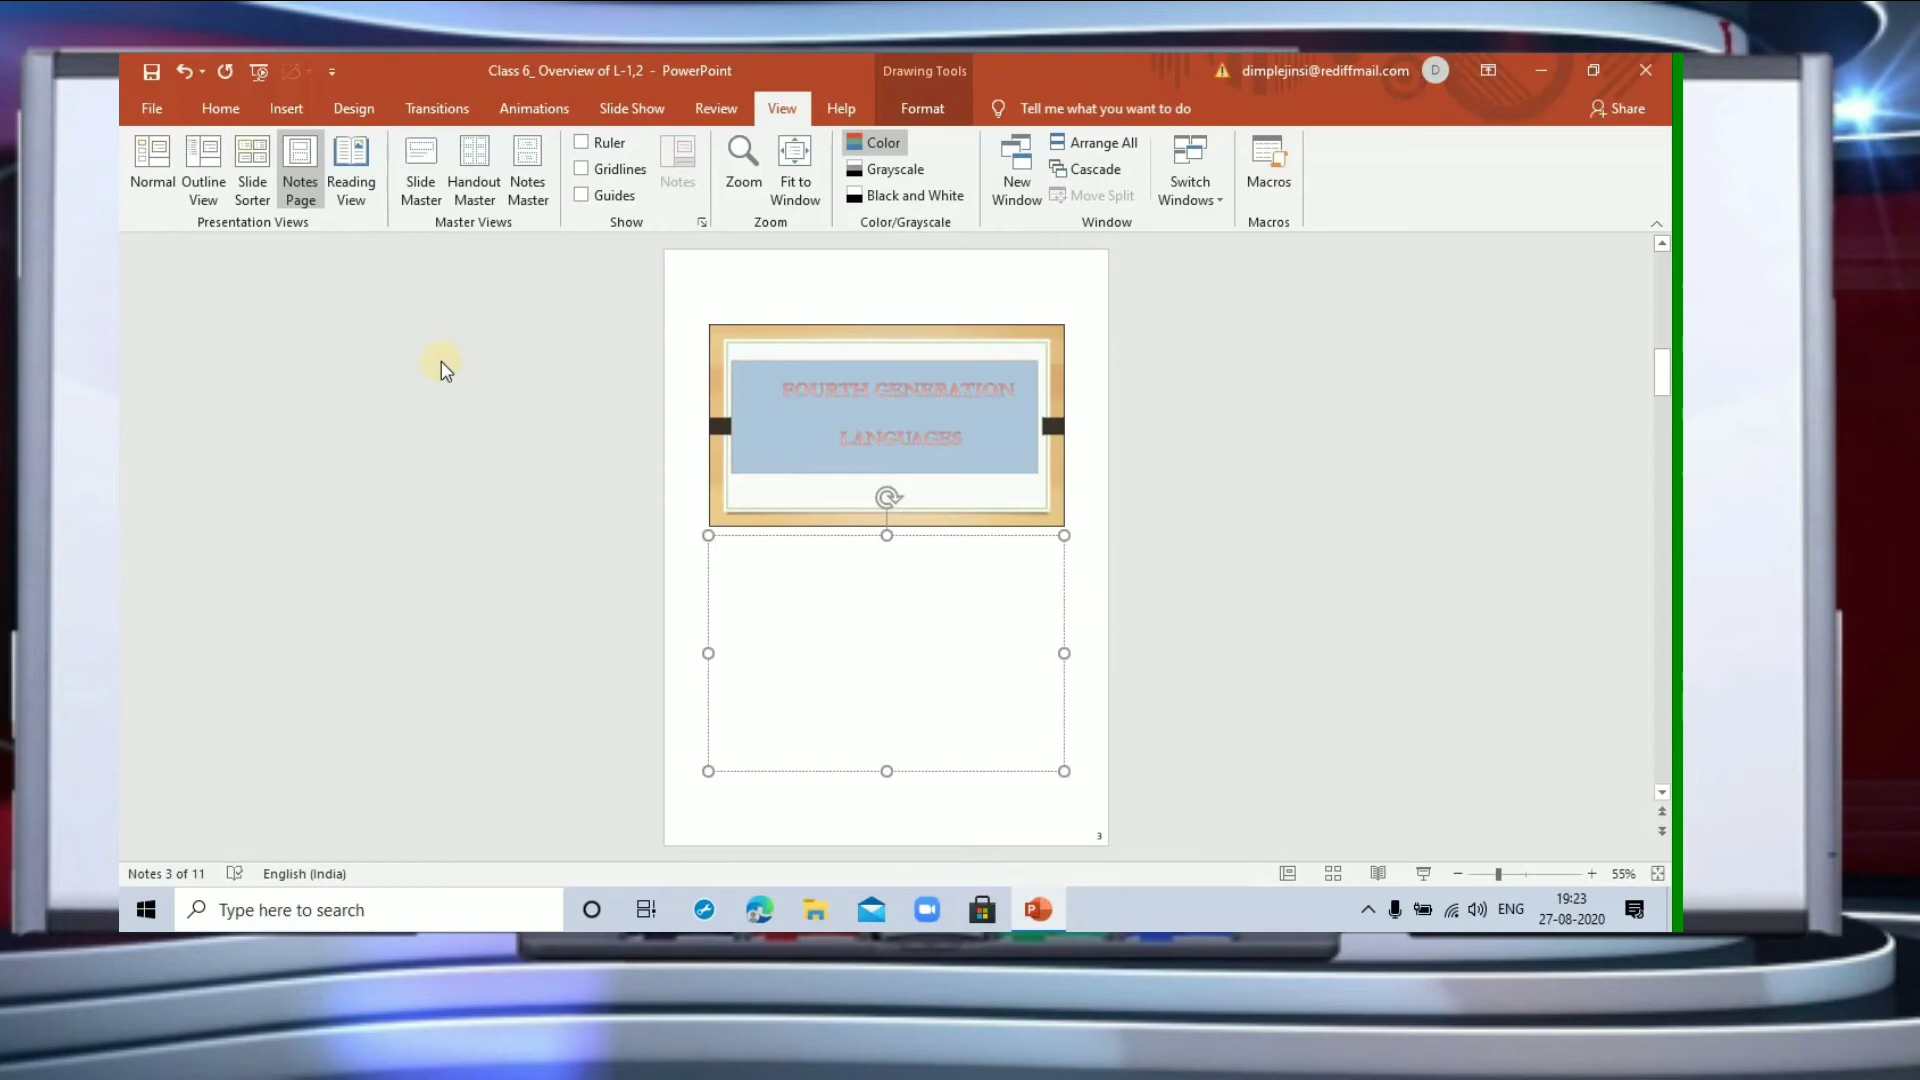 Class 6_ Overview of L-1,2 - PowerPoint
Drawing Tools
dimplejinsi@rediffmail.com
D
File
Home
Insert
Design
Transitions
Animations
Slide Show
Review
View
Help
Format
Tell me what you want to do
Share
Normal
Outline View
Slide Sorter
Notes Page
Reading View
Presentation Views
Slide Master
Handout Master
Notes Master
Master Views
Ruler
Gridlines
Guides
Notes
Show
Zoom
Fit to Window
Zoom
Color
Grayscale
Black and White
Color/Grayscale
New Window
Arrange All
Cascade
Move Split
Switch Windows
Window
Macros
Macros
FOURTH GENERATION
LANGUAGES
3
Notes 3 of 11
English (India)
55%
Type here to search
ENG
19:23
27-08-2020